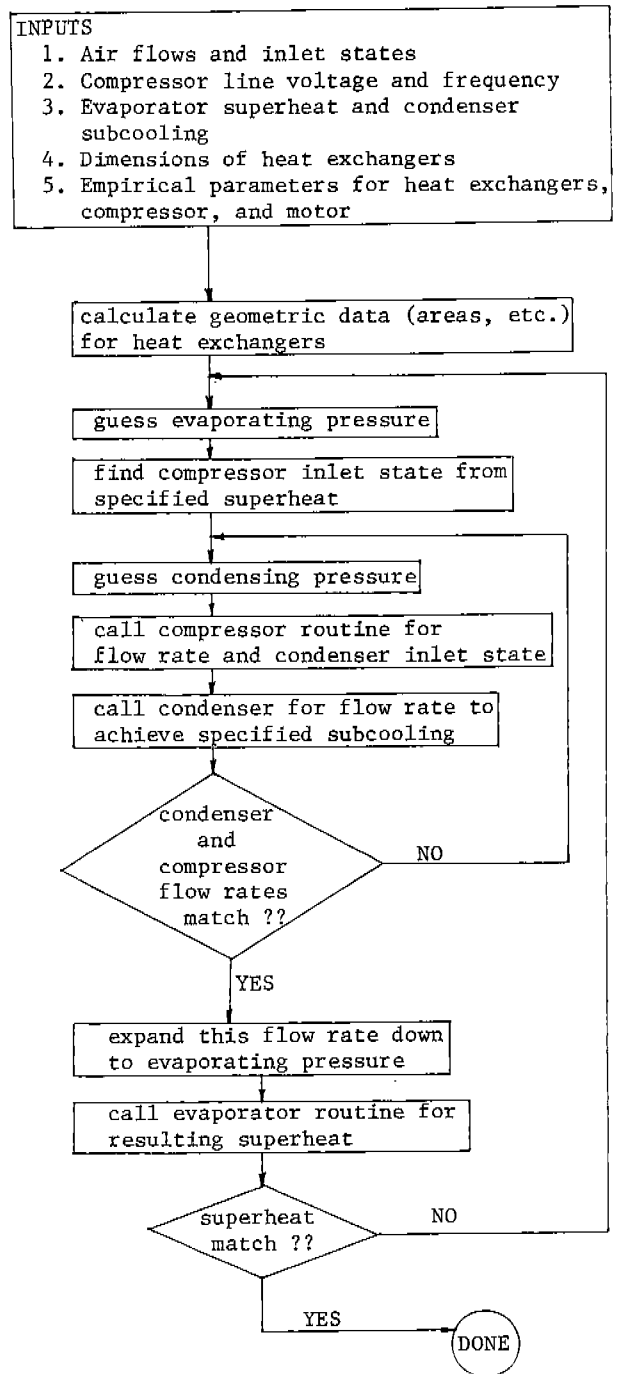 INPUTS
1. Air flows and inlet states
2. Compressor line voltage and frequency
3. Evaporator superheat and condenser
subcooling
4. Dimensions of heat exchangers
5. Empirical parameters for heat exchangers,
compressor, and motor
calculate geometric data (areas, etc.)
for heat exchangers
guess evaporating pressure
find compressor inlet state from
specified superheat
guess condensing pressure
call compressor routine for
flow rate and condenser inlet state
call condenser for flow rate to
achieve specified subcooling
condenser
and
compressor
flow rates
match ??
NO
YES
expand this flow rate down
to evaporating pressure
call evaporator routine for
resulting superheat
superheat
match ??
NO
YES
DONE